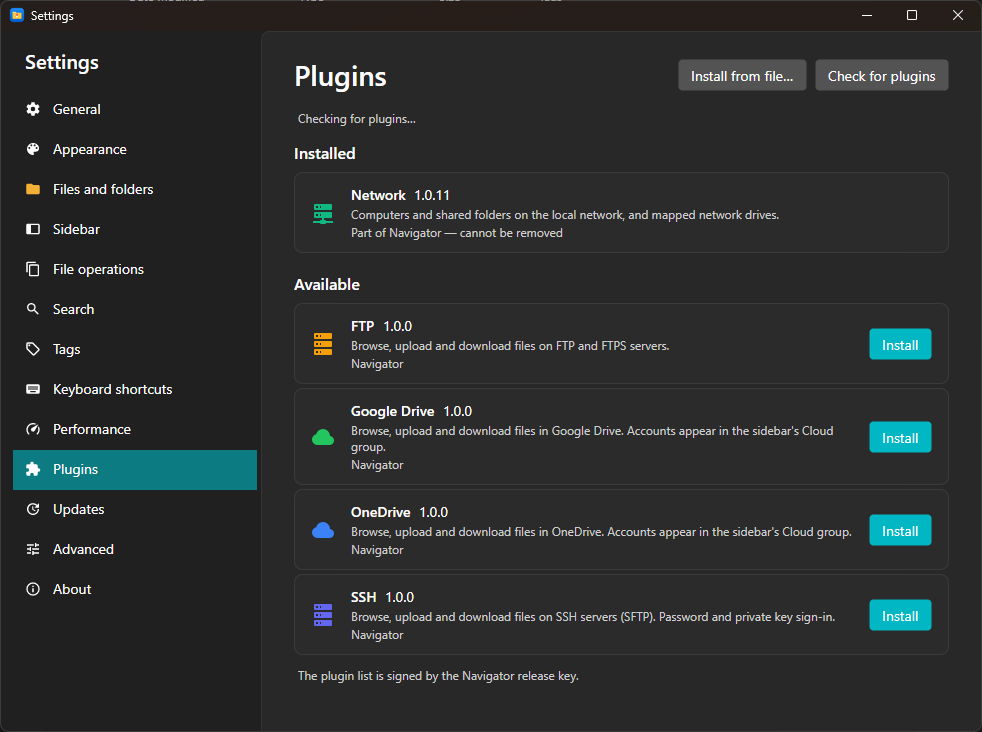 Settings
Settings
General
Appearance
Files and folders
Sidebar
File operations
Search
Tags
Keyboard shortcuts
Performance
Plugins
Updates
Advanced
About
Plugins
Install from file...
Check for plugins
Checking for plugins...
Installed
Network 1.0.11
Computers and shared folders on the local network, and mapped network drives.
Part of Navigator — cannot be removed
Available
FTP 1.0.0
Browse, upload and download files on FTP and FTPS servers.
Navigator
Install
Google Drive 1.0.0
Browse, upload and download files in Google Drive. Accounts appear in the sidebar's Cloud
group.
Navigator
Install
OneDrive 1.0.0
Browse, upload and download files in OneDrive. Accounts appear in the sidebar's Cloud group.
Navigator
Install
SSH 1.0.0
Browse, upload and download files on SSH servers (SFTP). Password and private key sign-in.
Navigator
Install
The plugin list is signed by the Navigator release key.